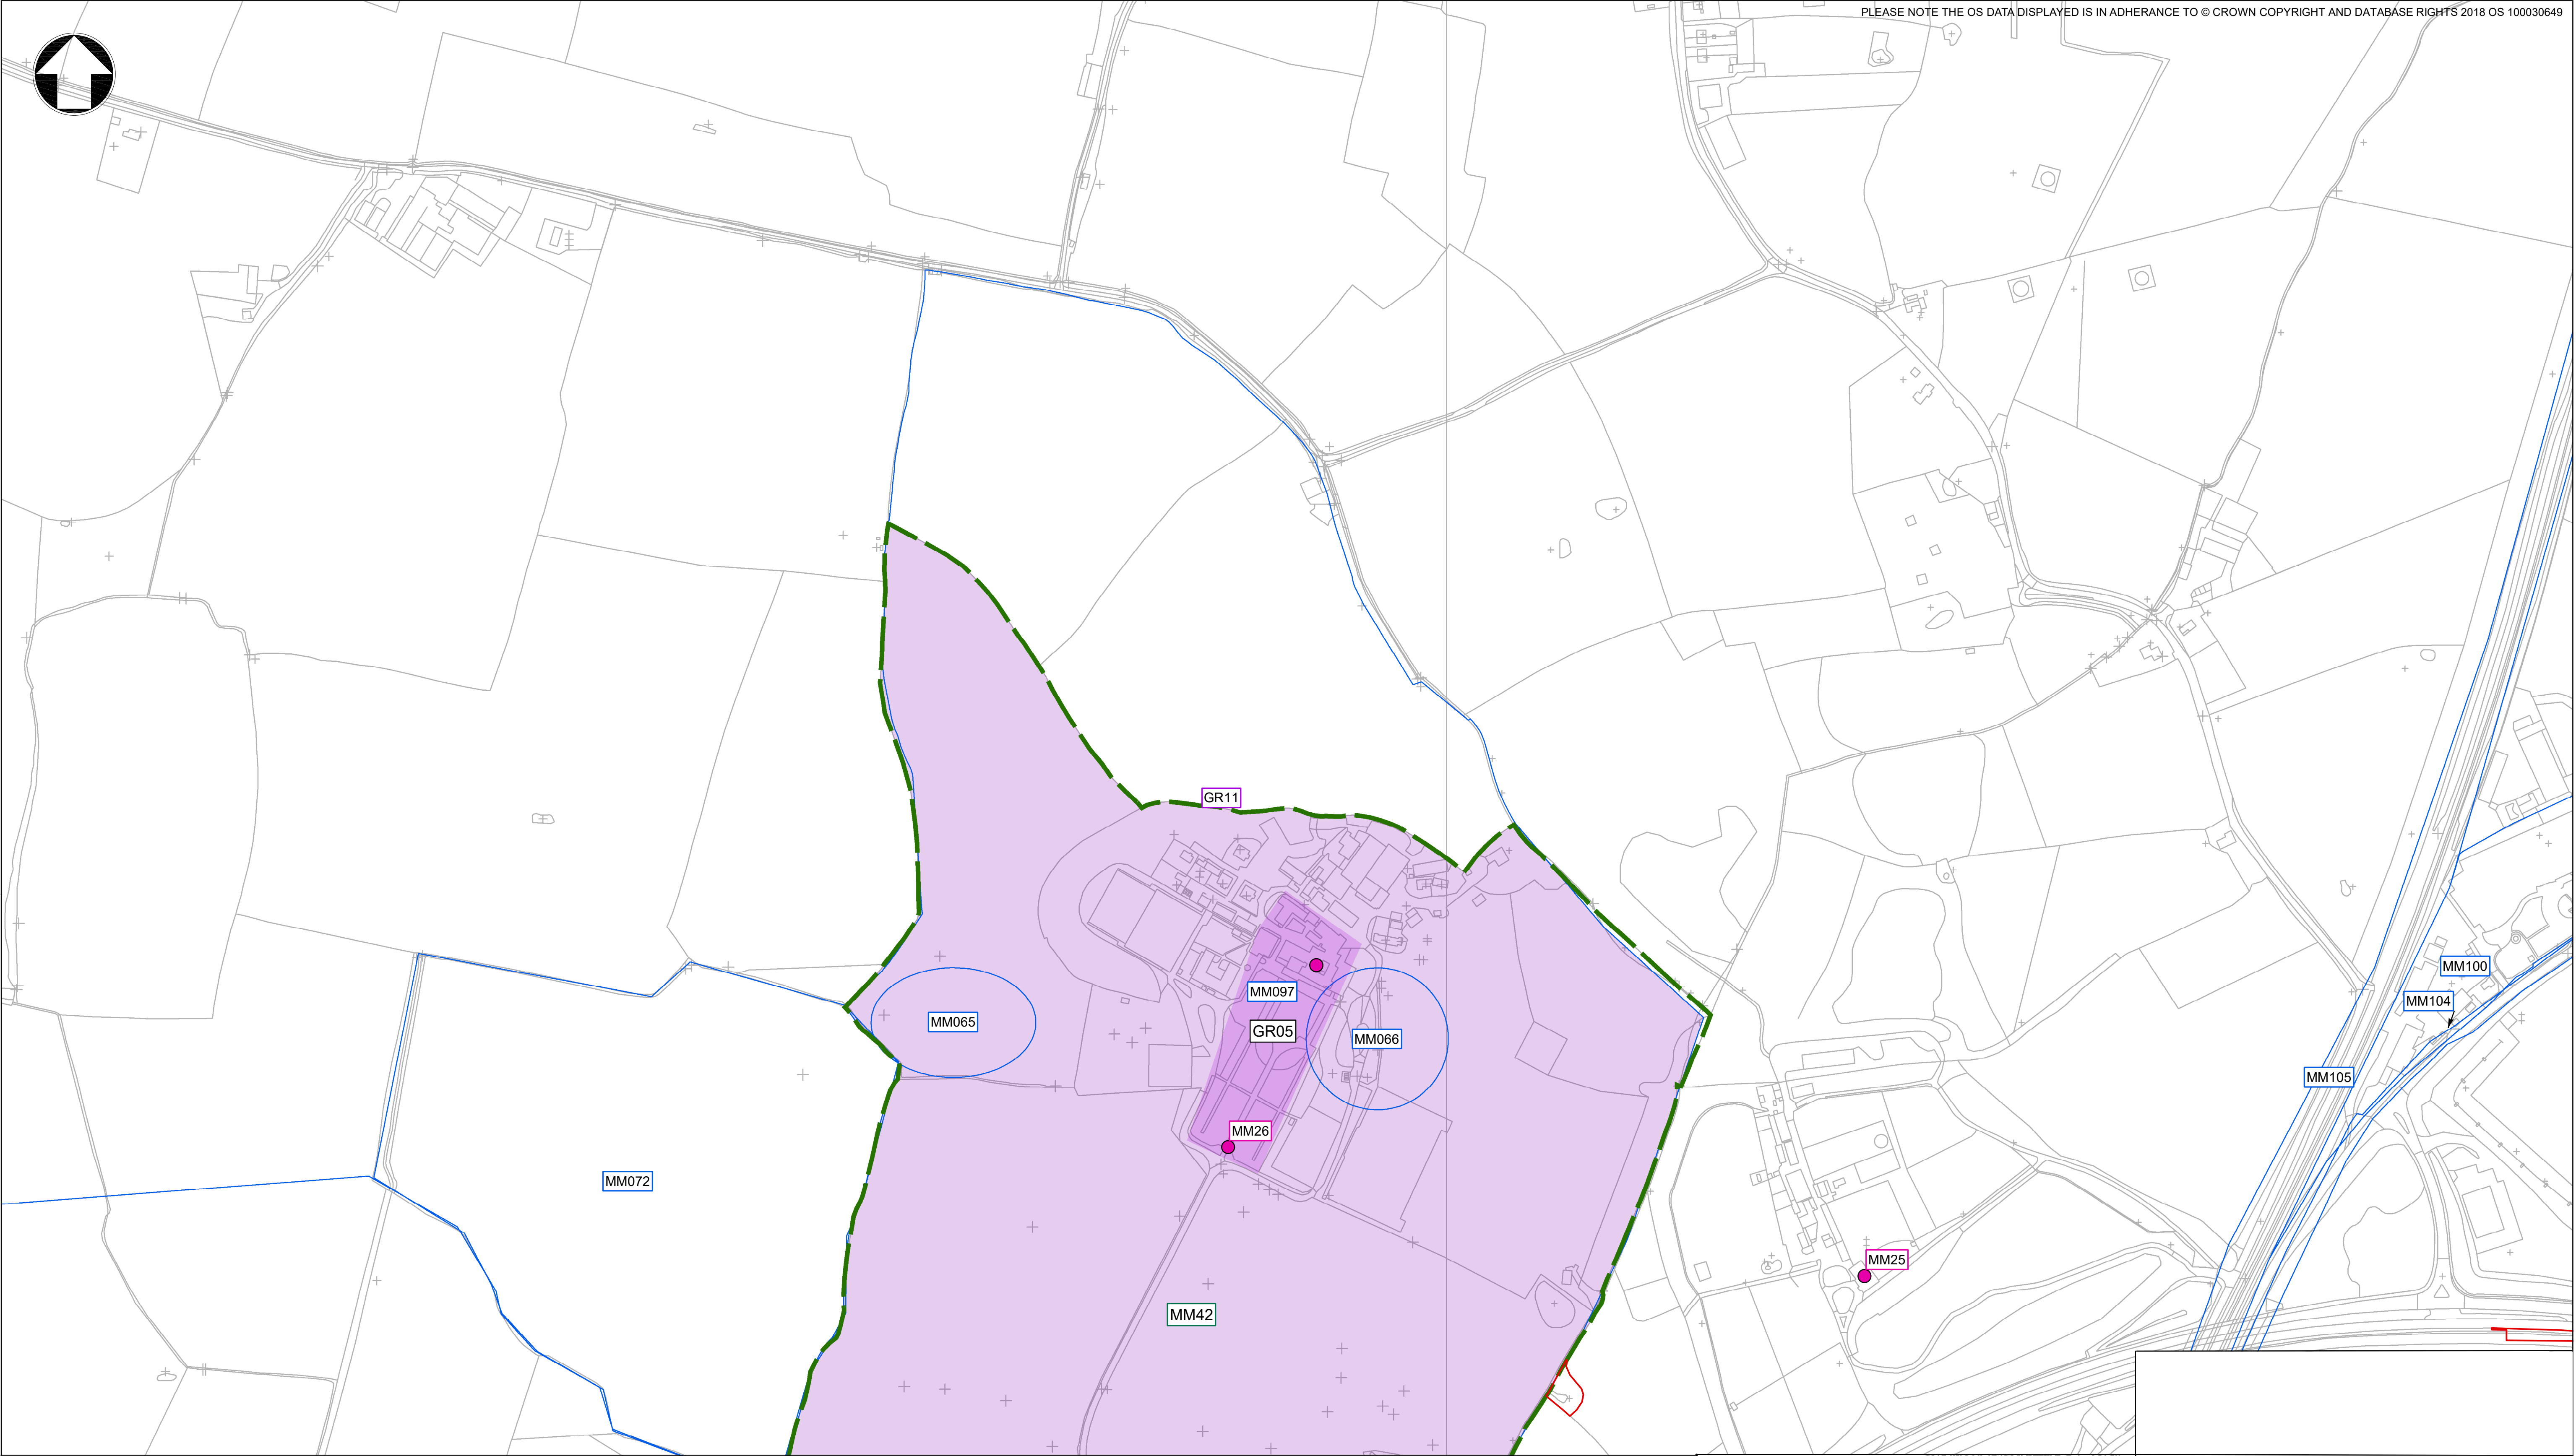 PLEASE NOTE THE OS DATA DISPLAYED IS IN ADHERANCE TO © CROWN COPYRIGHT AND DATABASE RIGHTS 2018 OS 100030649
GR11
MM100
MM097
MM104
MM065
GR05
MM066
MM105
MM26
MM072
MM25
MM42